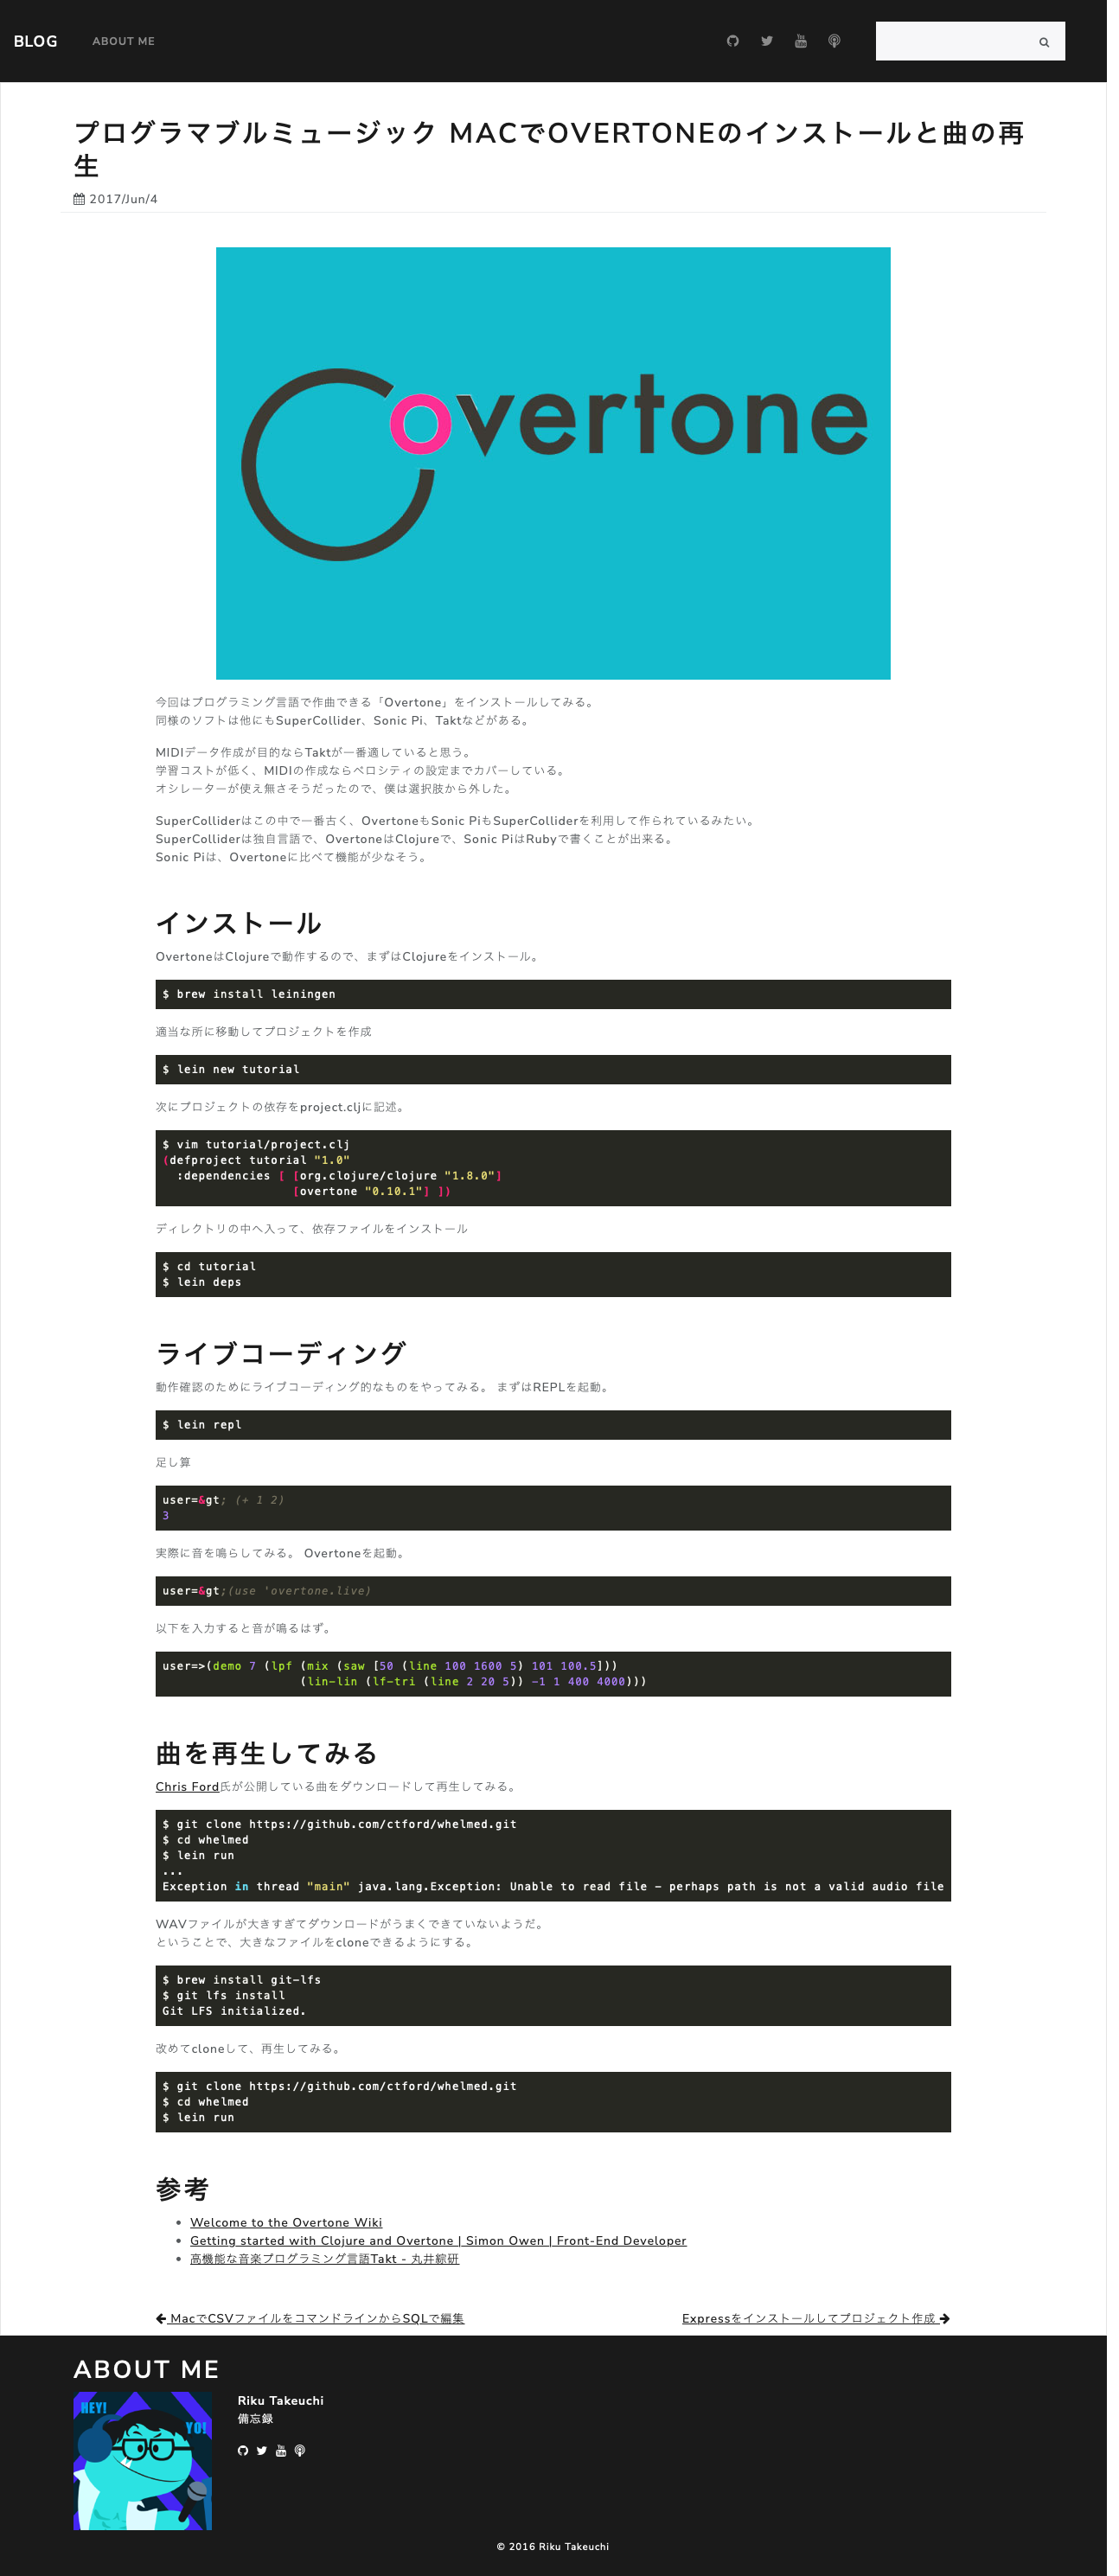 BLOG
ABOUT ME
プログラマブルミュージック MACでOVERTONEのインストールと曲の再
生
2017/Jun/4
overtone
今回はプログラミング言語で作曲できる「Overtone」をインストールしてみる。
同様のソフトは他にもSuperCollider、Sonic Pi、Taktなどがある。
MIDIデータ作成が目的ならTaktが一番適していると思う。
学習コストが低く、MIDIの作成ならベロシティの設定までカバーしている。
オシレーターが使え無さそうだったので、僕は選択肢から外した。
SuperColliderはこの中で一番古く、OvertoneもSonic PiもSuperColliderを利用して作られているみたい。
SuperColliderは独自言語で、OvertoneはClojureで、Sonic PiはRubyで書くことが出来る。
Sonic Piは、Overtoneに比べて機能が少なそう。
インストール
OvertoneはClojureで動作するので、まずはClojureをインストール。
$ brew install leiningen
適当な所に移動してプロジェクトを作成
$ lein new tutorial
次にプロジェクトの依存をproject.cljに記述。
$ vim tutorial/project.clj
(defproject tutorial "1.0"
  :dependencies [ [org.clojure/clojure "1.8.0"]
                  [overtone "0.10.1"] ])
ディレクトリの中へ入って、依存ファイルをインストール
$ cd tutorial
$ lein deps
ライブコーディング
動作確認のためにライブコーディング的なものをやってみる。 まずはREPLを起動。
$ lein repl
足し算
user=&gt; (+ 1 2)
3
実際に音を鳴らしてみる。 Overtoneを起動。
user=&gt;(use 'overtone.live)
以下を入力すると音が鳴るはず。
user=>(demo 7 (lpf (mix (saw [50 (line 100 1600 5) 101 100.5]))
                   (lin-lin (lf-tri (line 2 20 5)) -1 1 400 4000)))
曲を再生してみる
Chris Ford氏が公開している曲をダウンロードして再生してみる。
$ git clone https://github.com/ctford/whelmed.git
$ cd whelmed
$ lein run
...
Exception in thread "main" java.lang.Exception: Unable to read file - perhaps path is not a valid audio file
WAVファイルが大きすぎてダウンロードがうまくできていないようだ。
ということで、大きなファイルをcloneできるようにする。
$ brew install git-lfs
$ git lfs install
Git LFS initialized.
改めてcloneして、再生してみる。
$ git clone https://github.com/ctford/whelmed.git
$ cd whelmed
$ lein run
参考
Welcome to the Overtone Wiki
Getting started with Clojure and Overtone | Simon Owen | Front-End Developer
高機能な音楽プログラミング言語Takt - 丸井綜研
MacでCSVファイルをコマンドラインからSQLで編集
Expressをインストールしてプロジェクト作成
ABOUT ME
HEY!
YO!
Riku Takeuchi
備忘録
© 2016 Riku Takeuchi